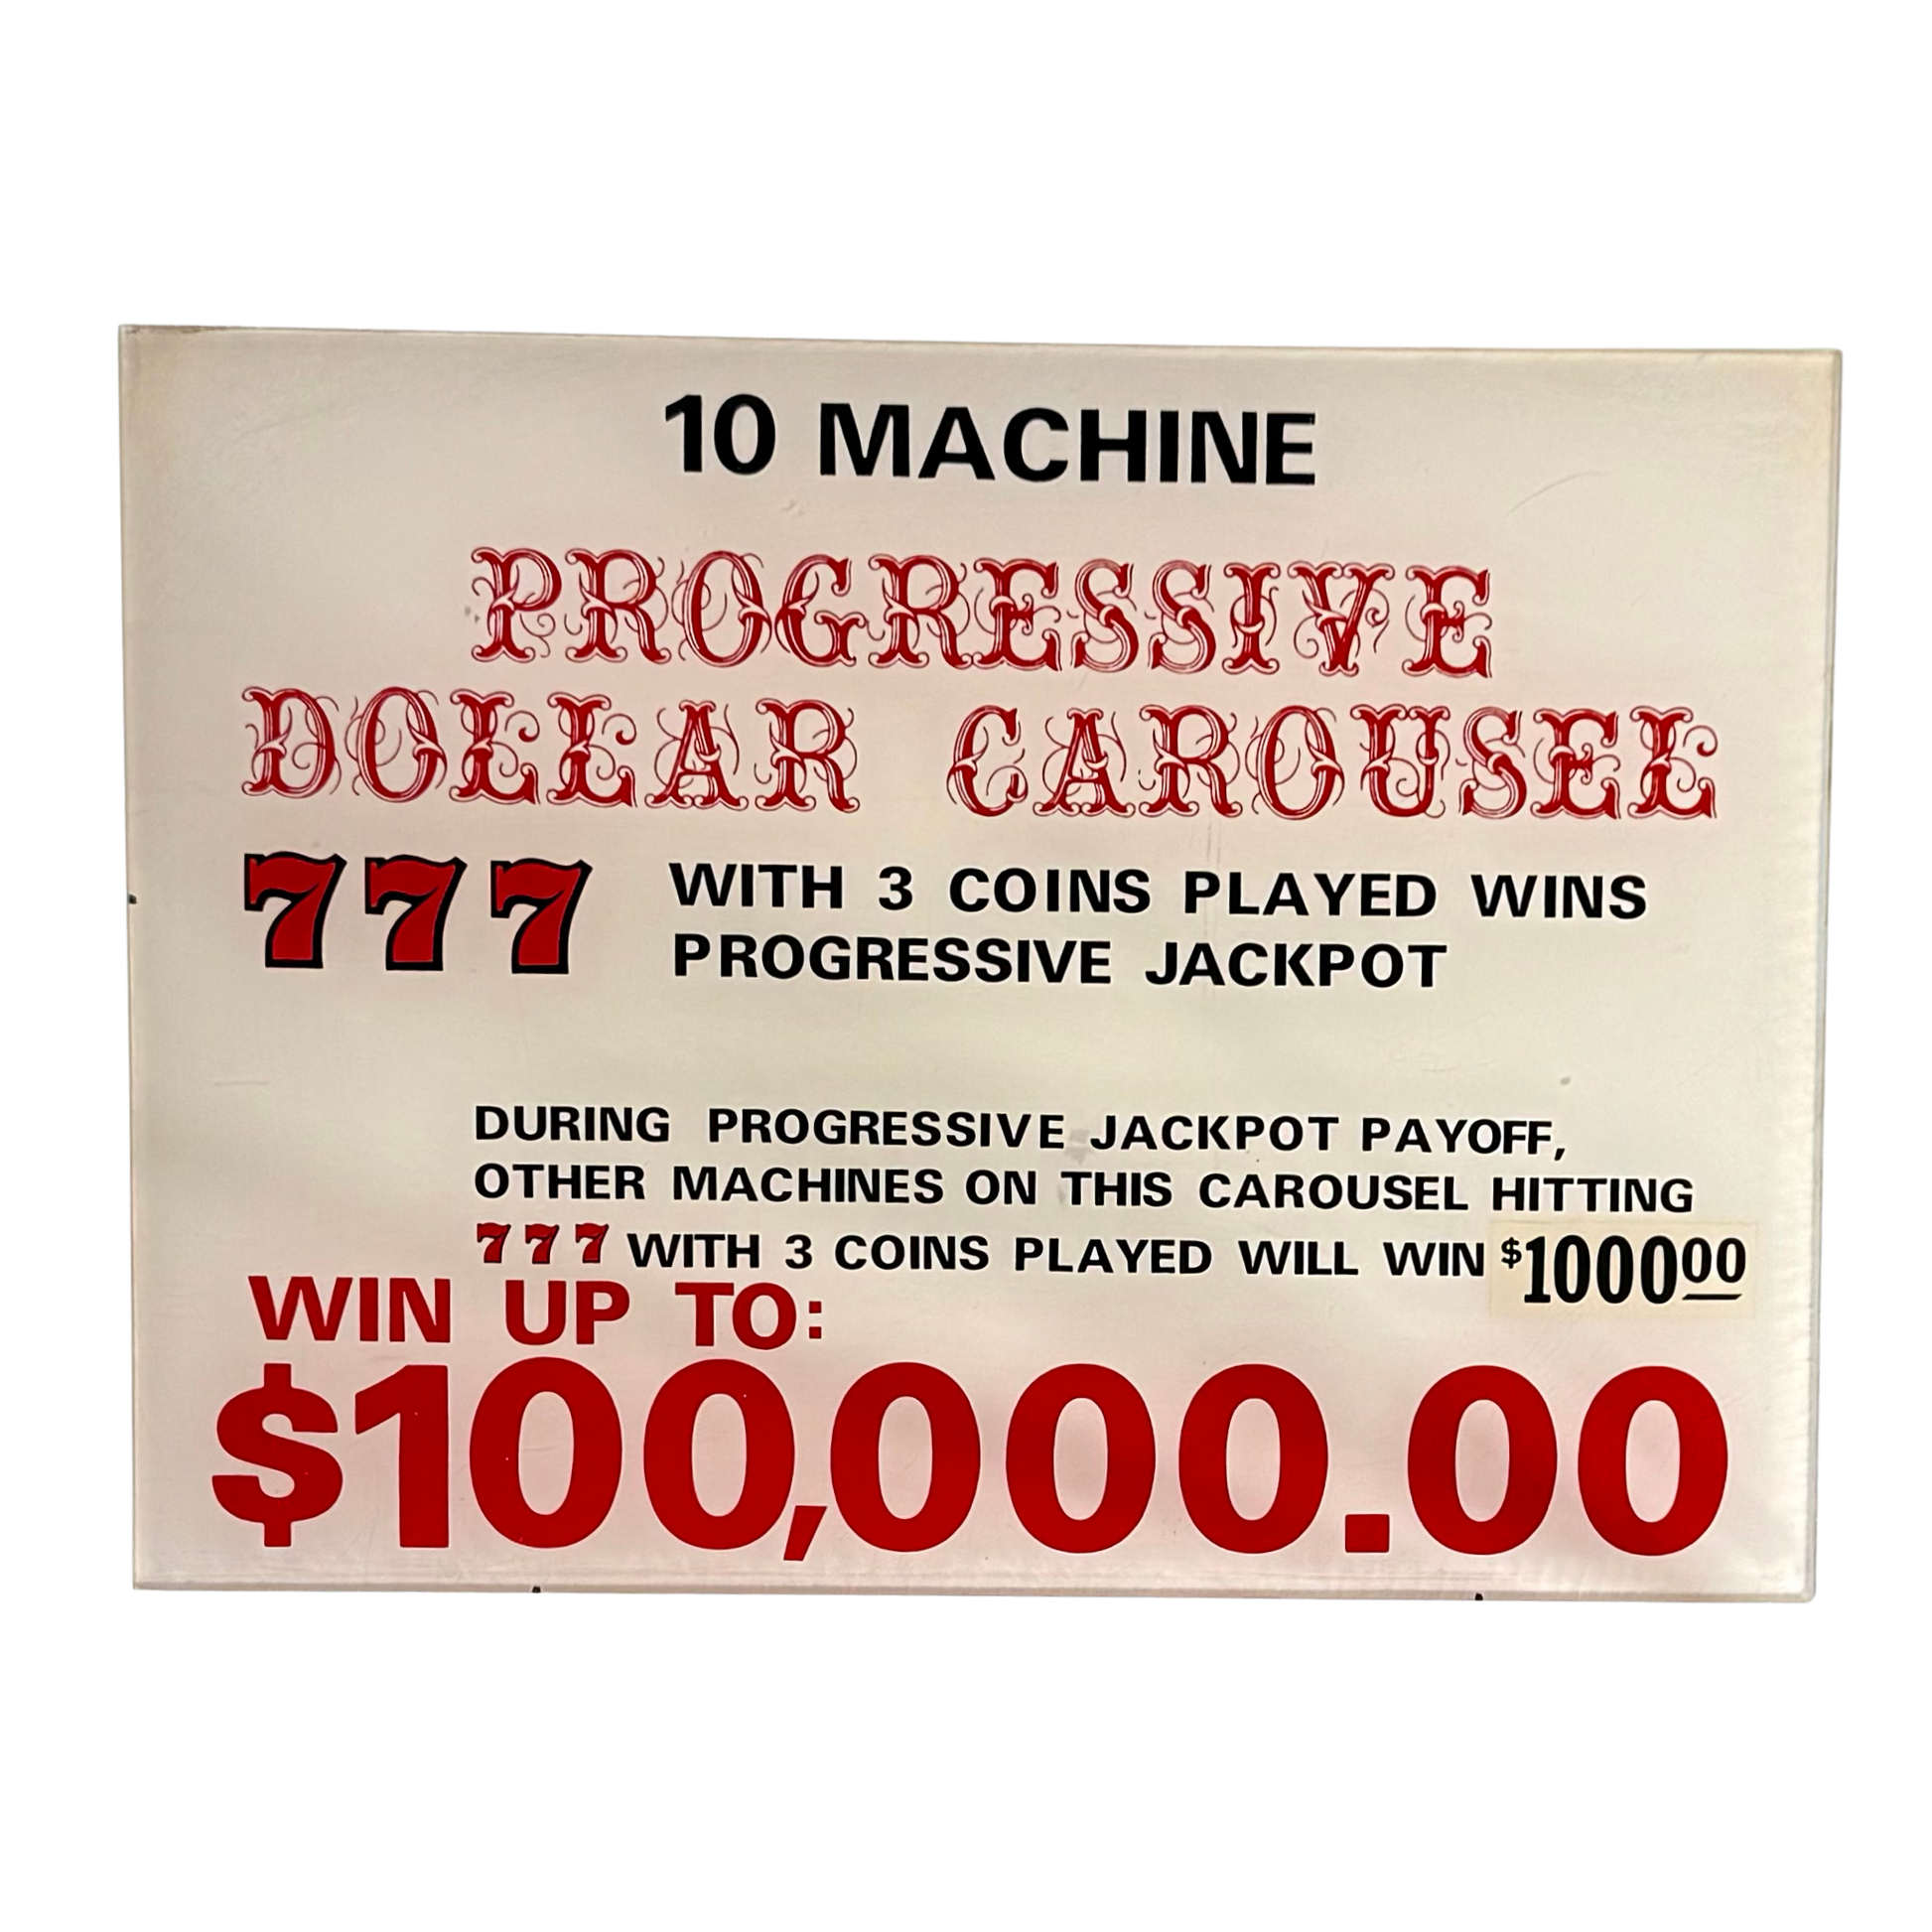 10 MACHINE
PROGRESSIVE
DOLLAR CAROUSEL
777 WITH 3 COINS PLAYED WINS
PROGRESSIVE JACKPOT
DURING PROGRESSIVE JACKPOT PAYOFF,
OTHER MACHINES ON THIS CAROUSEL HITTING
777 WITH 3 COINS PLAYED WILL WIN $100000
WIN UP TO:
$100,000.00